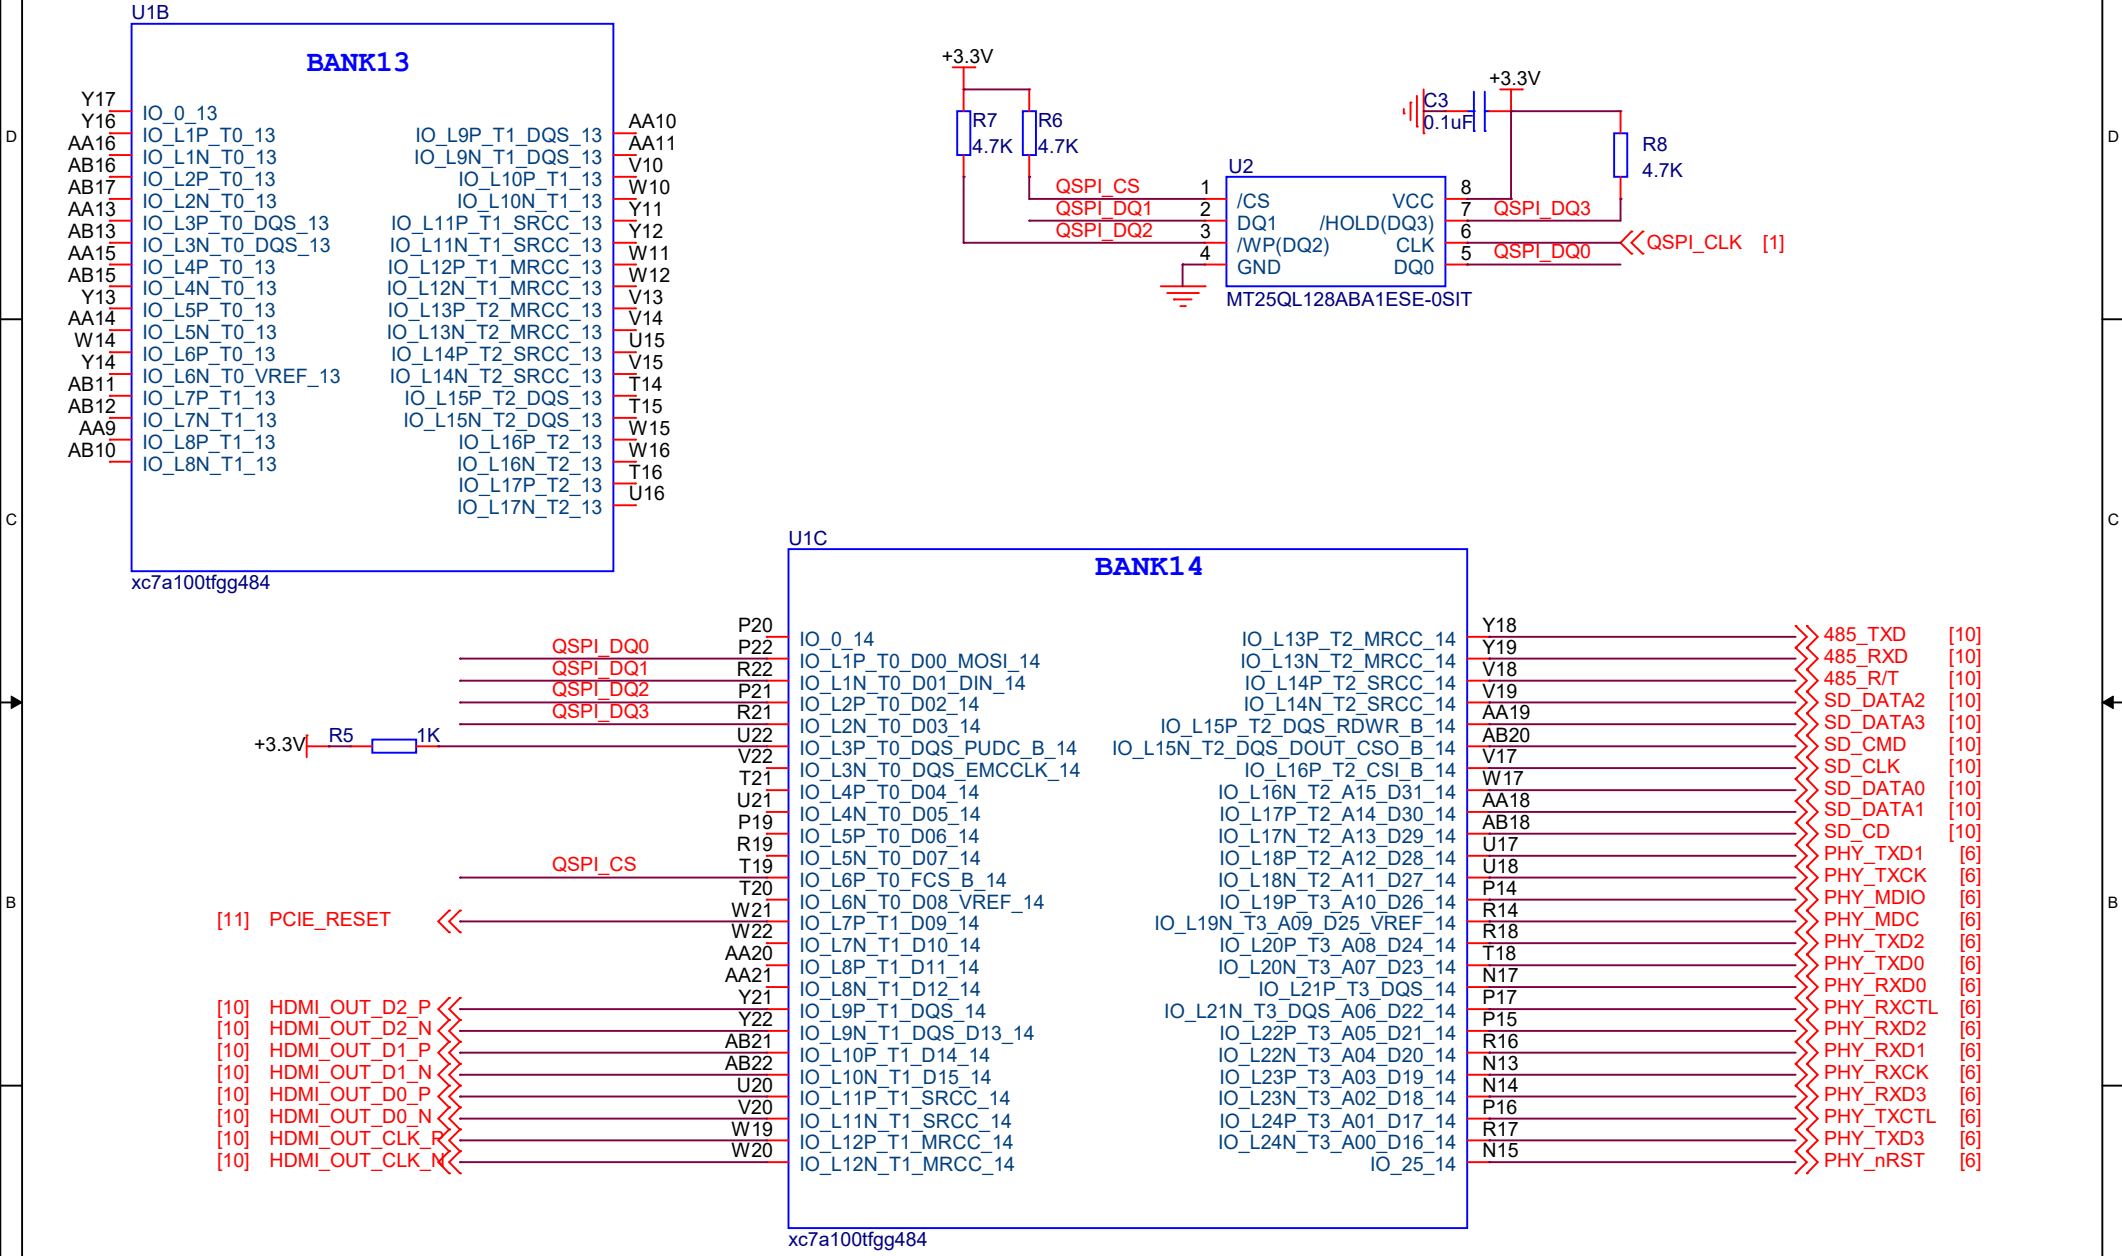 U1B
BANK13
Y17 IO_0_13
Y16 IO_L1P_T0_13
AA16 IO_L1N_T0_13
AB16 IO_L2P_T0_13
AB17 IO_L2N_T0_13
AA13 IO_L3P_T0_DQS_13
AB13 IO_L3N_T0_DQS_13
AA15 IO_L4P_T0_13
AB15 IO_L4N_T0_13
Y13 IO_L5P_T0_13
AA14 IO_L5N_T0_13
W14 IO_L6P_T0_13
Y14 IO_L6N_T0_VREF_13
AB11 IO_L7P_T1_13
AB12 IO_L7N_T1_13
AA9 IO_L8P_T1_13
AB10 IO_L8N_T1_13
IO_L9P_T1_DQS_13 AA10
IO_L9N_T1_DQS_13 AA11
IO_L10P_T1_13 V10
IO_L10N_T1_13 W10
IO_L11P_T1_SRCC_13 Y11
IO_L11N_T1_SRCC_13 Y12
IO_L12P_T1_MRCC_13 W11
IO_L12N_T1_MRCC_13 W12
IO_L13P_T2_MRCC_13 V13
IO_L13N_T2_MRCC_13 V14
IO_L14P_T2_SRCC_13 U15
IO_L14N_T2_SRCC_13 V15
IO_L15P_T2_DQS_13 T14
IO_L15N_T2_DQS_13 T15
IO_L16P_T2_13 W15
IO_L16N_T2_13 W16
IO_L17P_T2_13 T16
IO_L17N_T2_13 U16
xc7a100tfgg484
+3.3V
R7
4.7K
R6
4.7K
C3
0.1uF
+3.3V
R8
4.7K
U2
QSPI_CS 1 /CS
QSPI_DQ1 2 DQ1
QSPI_DQ2 3 /WP(DQ2)
4 GND
VCC 8
/HOLD(DQ3) 7 QSPI_DQ3
CLK 6 QSPI_CLK [1]
DQ0 5 QSPI_DQ0
MT25QL128ABA1ESE-0SIT
U1C
BANK14
P20 IO_0_14
QSPI_DQ0 P22 IO_L1P_T0_D00_MOSI_14
QSPI_DQ1 R22 IO_L1N_T0_D01_DIN_14
QSPI_DQ2 P21 IO_L2P_T0_D02_14
QSPI_DQ3 R21 IO_L2N_T0_D03_14
+3.3V R5 1K U22 IO_L3P_T0_DQS_PUDC_B_14
V22 IO_L3N_T0_DQS_EMCCLK_14
T21 IO_L4P_T0_D04_14
U21 IO_L4N_T0_D05_14
P19 IO_L5P_T0_D06_14
R19 IO_L5N_T0_D07_14
QSPI_CS T19 IO_L6P_T0_FCS_B_14
T20 IO_L6N_T0_D08_VREF_14
[11] PCIE_RESET W21 IO_L7P_T1_D09_14
W22 IO_L7N_T1_D10_14
AA20 IO_L8P_T1_D11_14
AA21 IO_L8N_T1_D12_14
[10] HDMI_OUT_D2_P Y21 IO_L9P_T1_DQS_14
[10] HDMI_OUT_D2_N Y22 IO_L9N_T1_DQS_D13_14
[10] HDMI_OUT_D1_P AB21 IO_L10P_T1_D14_14
[10] HDMI_OUT_D1_N AB22 IO_L10N_T1_D15_14
[10] HDMI_OUT_D0_P U20 IO_L11P_T1_SRCC_14
[10] HDMI_OUT_D0_N V20 IO_L11N_T1_SRCC_14
[10] HDMI_OUT_CLK_P W19 IO_L12P_T1_MRCC_14
[10] HDMI_OUT_CLK_N W20 IO_L12N_T1_MRCC_14
IO_L13P_T2_MRCC_14 Y18 485_TXD [10]
IO_L13N_T2_MRCC_14 Y19 485_RXD [10]
IO_L14P_T2_SRCC_14 V18 485_R/T [10]
IO_L14N_T2_SRCC_14 V19 SD_DATA2 [10]
IO_L15P_T2_DQS_RDWR_B_14 AA19 SD_DATA3 [10]
IO_L15N_T2_DQS_DOUT_CSO_B_14 AB20 SD_CMD [10]
IO_L16P_T2_CSI_B_14 V17 SD_CLK [10]
IO_L16N_T2_A15_D31_14 W17 SD_DATA0 [10]
IO_L17P_T2_A14_D30_14 AA18 SD_DATA1 [10]
IO_L17N_T2_A13_D29_14 AB18 SD_CD [10]
IO_L18P_T2_A12_D28_14 U17 PHY_TXD1 [6]
IO_L18N_T2_A11_D27_14 U18 PHY_TXCK [6]
IO_L19P_T3_A10_D26_14 P14 PHY_MDIO [6]
IO_L19N_T3_A09_D25_VREF_14 R14 PHY_MDC [6]
IO_L20P_T3_A08_D24_14 R18 PHY_TXD2 [6]
IO_L20N_T3_A07_D23_14 T18 PHY_TXD0 [6]
IO_L21P_T3_DQS_14 N17 PHY_RXD0 [6]
IO_L21N_T3_DQS_A06_D22_14 P17 PHY_RXCTL [6]
IO_L22P_T3_A05_D21_14 P15 PHY_RXD2 [6]
IO_L22N_T3_A04_D20_14 R16 PHY_RXD1 [6]
IO_L23P_T3_A03_D19_14 N13 PHY_RXCK [6]
IO_L23N_T3_A02_D18_14 N14 PHY_RXD3 [6]
IO_L24P_T3_A01_D17_14 P16 PHY_TXCTL [6]
IO_L24N_T3_A00_D16_14 R17 PHY_TXD3 [6]
IO_25_14 N15 PHY_nRST [6]
xc7a100tfgg484
D
D
C
C
B
B